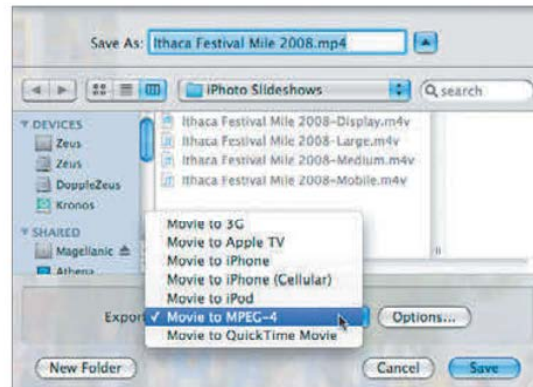 Save As: Ithaca Festival Mile 2008.mp4
iPhoto Slideshows
search
DEVICES
Zeus
Zeus
DoppleZeus
Kronos
SHARED
Magellanic
Athena
Ithaca Festival Mile 2008-Display.m4v
Ithaca Festival Mile 2008-Large.m4v
Ithaca Festival Mile 2008-Medium.m4v
Ithaca Festival Mile 2008-Mobile.m4v
Movie to 3G
Movie to Apple TV
Movie to iPhone
Movie to iPhone (Cellular)
Movie to iPod
Export ✓ Movie to MPEG-4
Options...
Movie to QuickTime Movie
New Folder
Cancel
Save